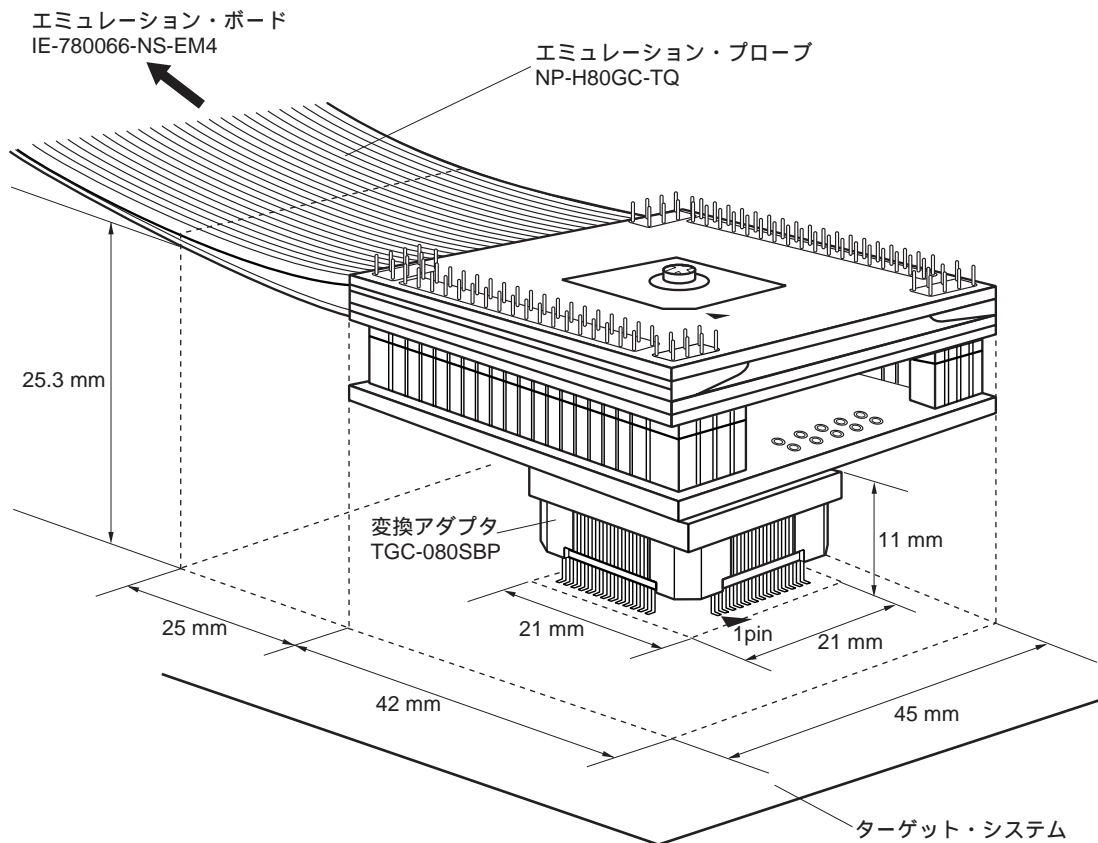 エミュレーション・ボード
IE-780066-NS-EM4
エミュレーション・プローブ
NP-H80GC-TQ
25.3 mm
変換アダプタ
TGC-080SBP
11 mm
25 mm
21 mm
1pin
21 mm
42 mm
45 mm
ターゲット・システム